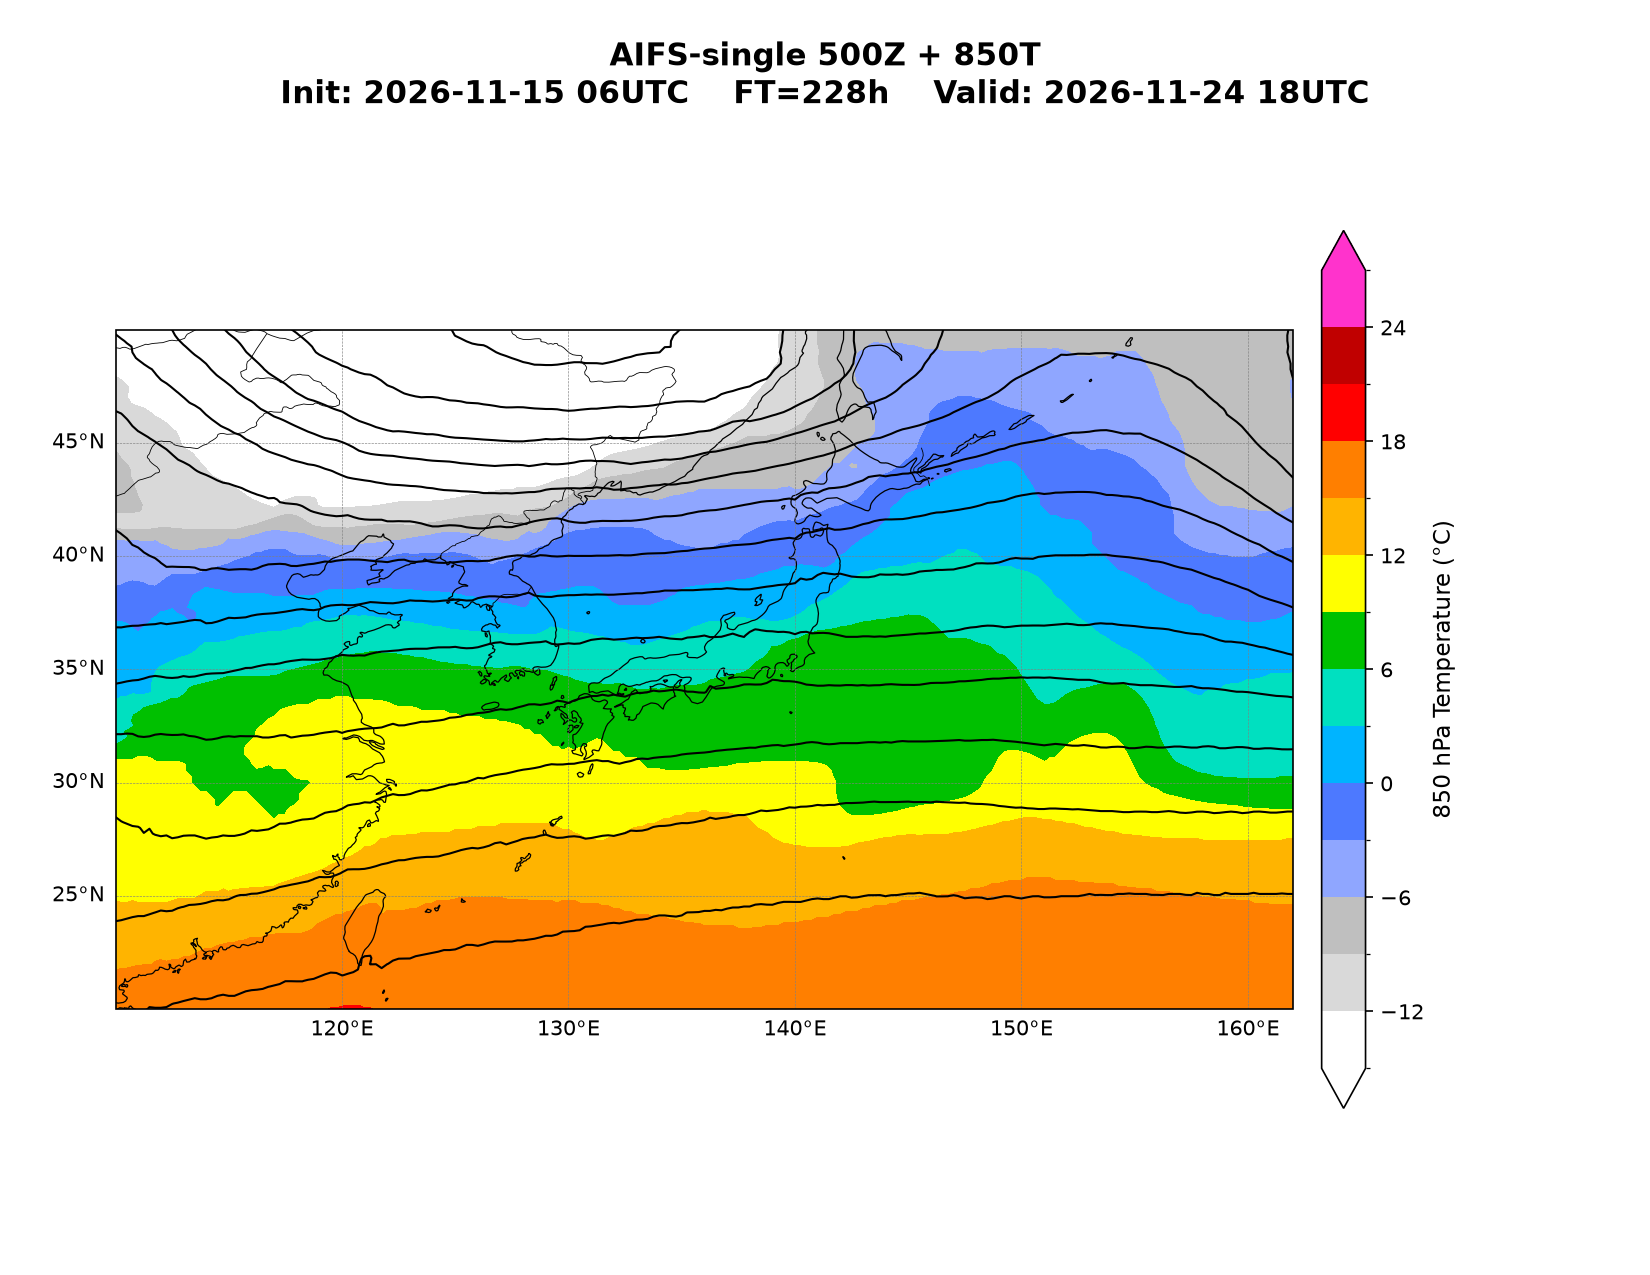 AIFS-single 500Z + 850T
Init: 2026-11-15 06UTC    FT=228h    Valid: 2026-11-24 18UTC
45°N
40°N
35°N
30°N
25°N
120°E
130°E
140°E
150°E
160°E
24
18
12
6
0
−6
−12
850 hPa Temperature (°C)